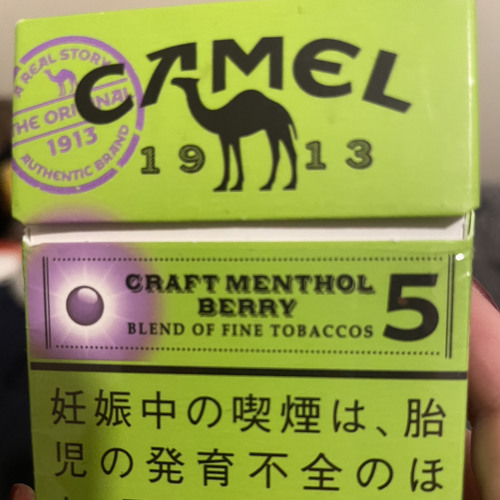 CAMEL
A REAL STORY
THE ORIGINAL
1913
AUTHENTIC BRAND
1913
CRAFT MENTHOL
BERRY
BLEND OF FINE TOBACCOS
5
妊娠中の喫煙は、胎
児の発育不全のほ